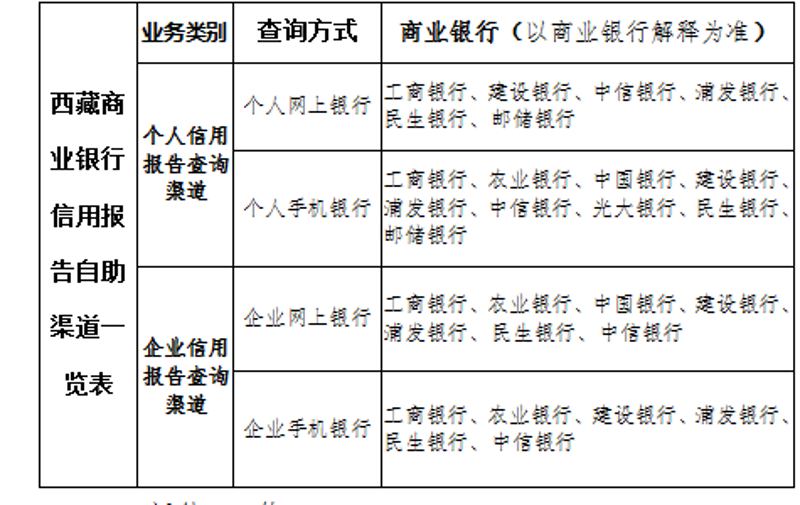 西藏商
业银行
信用报
告自助
渠道一
览表
业务类别
查询方式
商业银行（以商业银行解释为准）
个人信用
报告查询
渠道
个人网上银行
工商银行、建设银行、中信银行、浦发银行、
民生银行、邮储银行
个人手机银行
工商银行、农业银行、中国银行、建设银行、
浦发银行、中信银行、光大银行、民生银行、
邮储银行
企业信用
报告查询
渠道
企业网上银行
工商银行、农业银行、中国银行、建设银行、
浦发银行、民生银行、中信银行
企业手机银行
工商银行、农业银行、建设银行、浦发银行、
民生银行、中信银行